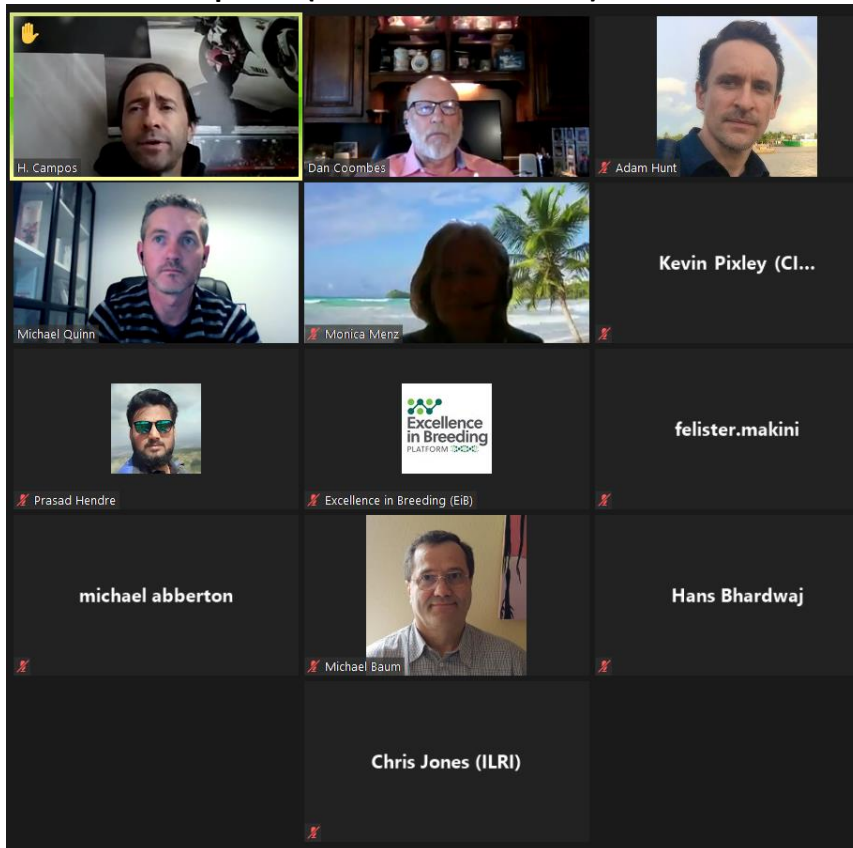 H. Campos
Dan Coombes
Adam Hunt
Michael Quinn
Monica Menz
Kevin Pixley (CI...
Prasad Hendre
Excellence
in Breeding
PLATFORM
Excellence in Breeding (EiB)
felister.makini
michael abberton
Michael Baum
Hans Bhardwaj
Chris Jones (ILRI)